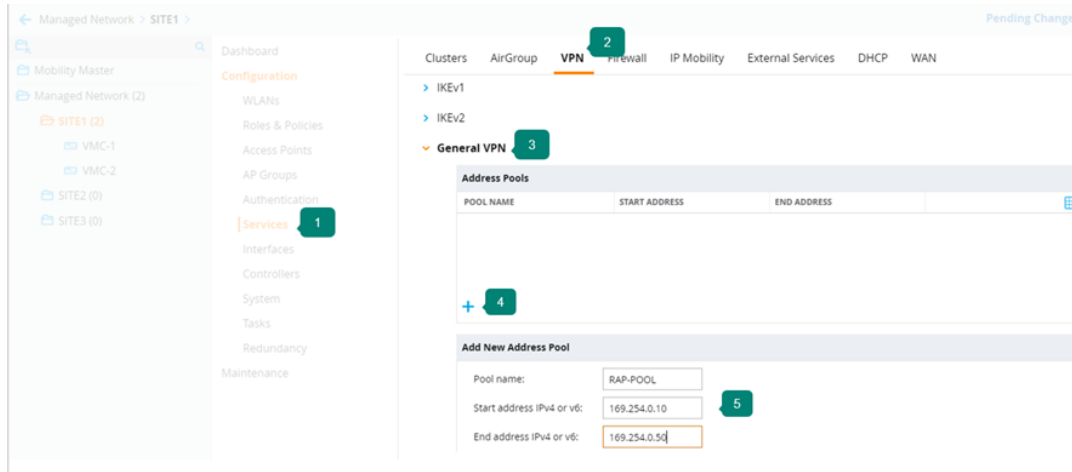 Managed Network > SITE1 >
Pending Change
Mobility Master
Managed Network (2)
SITE1 (2)
VMC-1
VMC-2
SITE2 (0)
SITE3 (0)
Dashboard
Configuration
WLANs
Roles & Policies
Access Points
AP Groups
Authentication
Services 1
Interfaces
Controllers
System
Tasks
Redundancy
Maintenance
2
Clusters AirGroup VPN Firewall IP Mobility External Services DHCP WAN
IKEv1
IKEv2
General VPN 3
Address Pools
POOL NAME START ADDRESS END ADDRESS
+ 4
Add New Address Pool
Pool name: RAP-POOL
Start address IPv4 or v6: 169.254.0.10 5
End address IPv4 or v6: 169.254.0.50